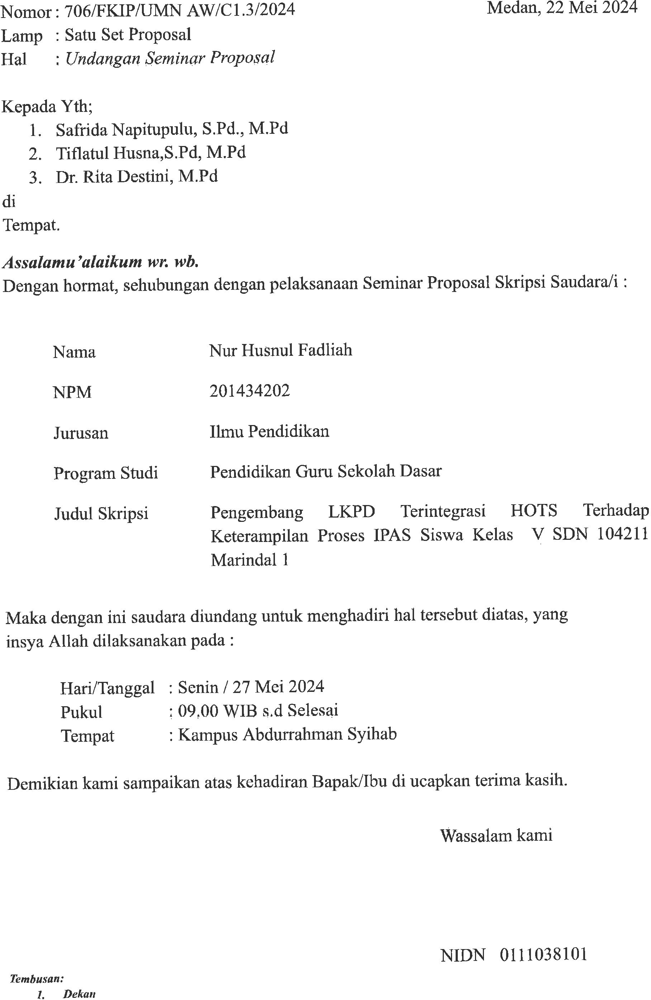 Nomor : 706/FKIP/UMN AW/C1.3/2024 Medan, 22 Mei 2024
Lamp : Satu Set Proposal
Hal : Undangan Seminar Proposal
Kepada Yth;
1. Safrida Napitupulu, S.Pd., M.Pd
2. Tiflatul Husna,S.Pd, M.Pd
3. Dr. Rita Destini, M.Pd
di
Tempat.
Assalamu'alaikum wr. wb.
Dengan hormat, sehubungan dengan pelaksanaan Seminar Proposal Skripsi Saudara/i :
Nama Nur Husnul Fadliah
NPM 201434202
Jurusan Ilmu Pendidikan
Program Studi Pendidikan Guru Sekolah Dasar
Judul Skripsi Pengembang LKPD Terintegrasi HOTS Terhadap
Keterampilan Proses IPAS Siswa Kelas V SDN 104211
Marindal 1
Maka dengan ini saudara diundang untuk menghadiri hal tersebut diatas, yang
insya Allah dilaksanakan pada :
Hari/Tanggal : Senin / 27 Mei 2024
Pukul : 09.00 WIB s.d Selesai
Tempat : Kampus Abdurrahman Syihab
Demikian kami sampaikan atas kehadiran Bapak/Ibu di ucapkan terima kasih.
Wassalam kami
NIDN 0111038101
Tembusan:
1. Dekan